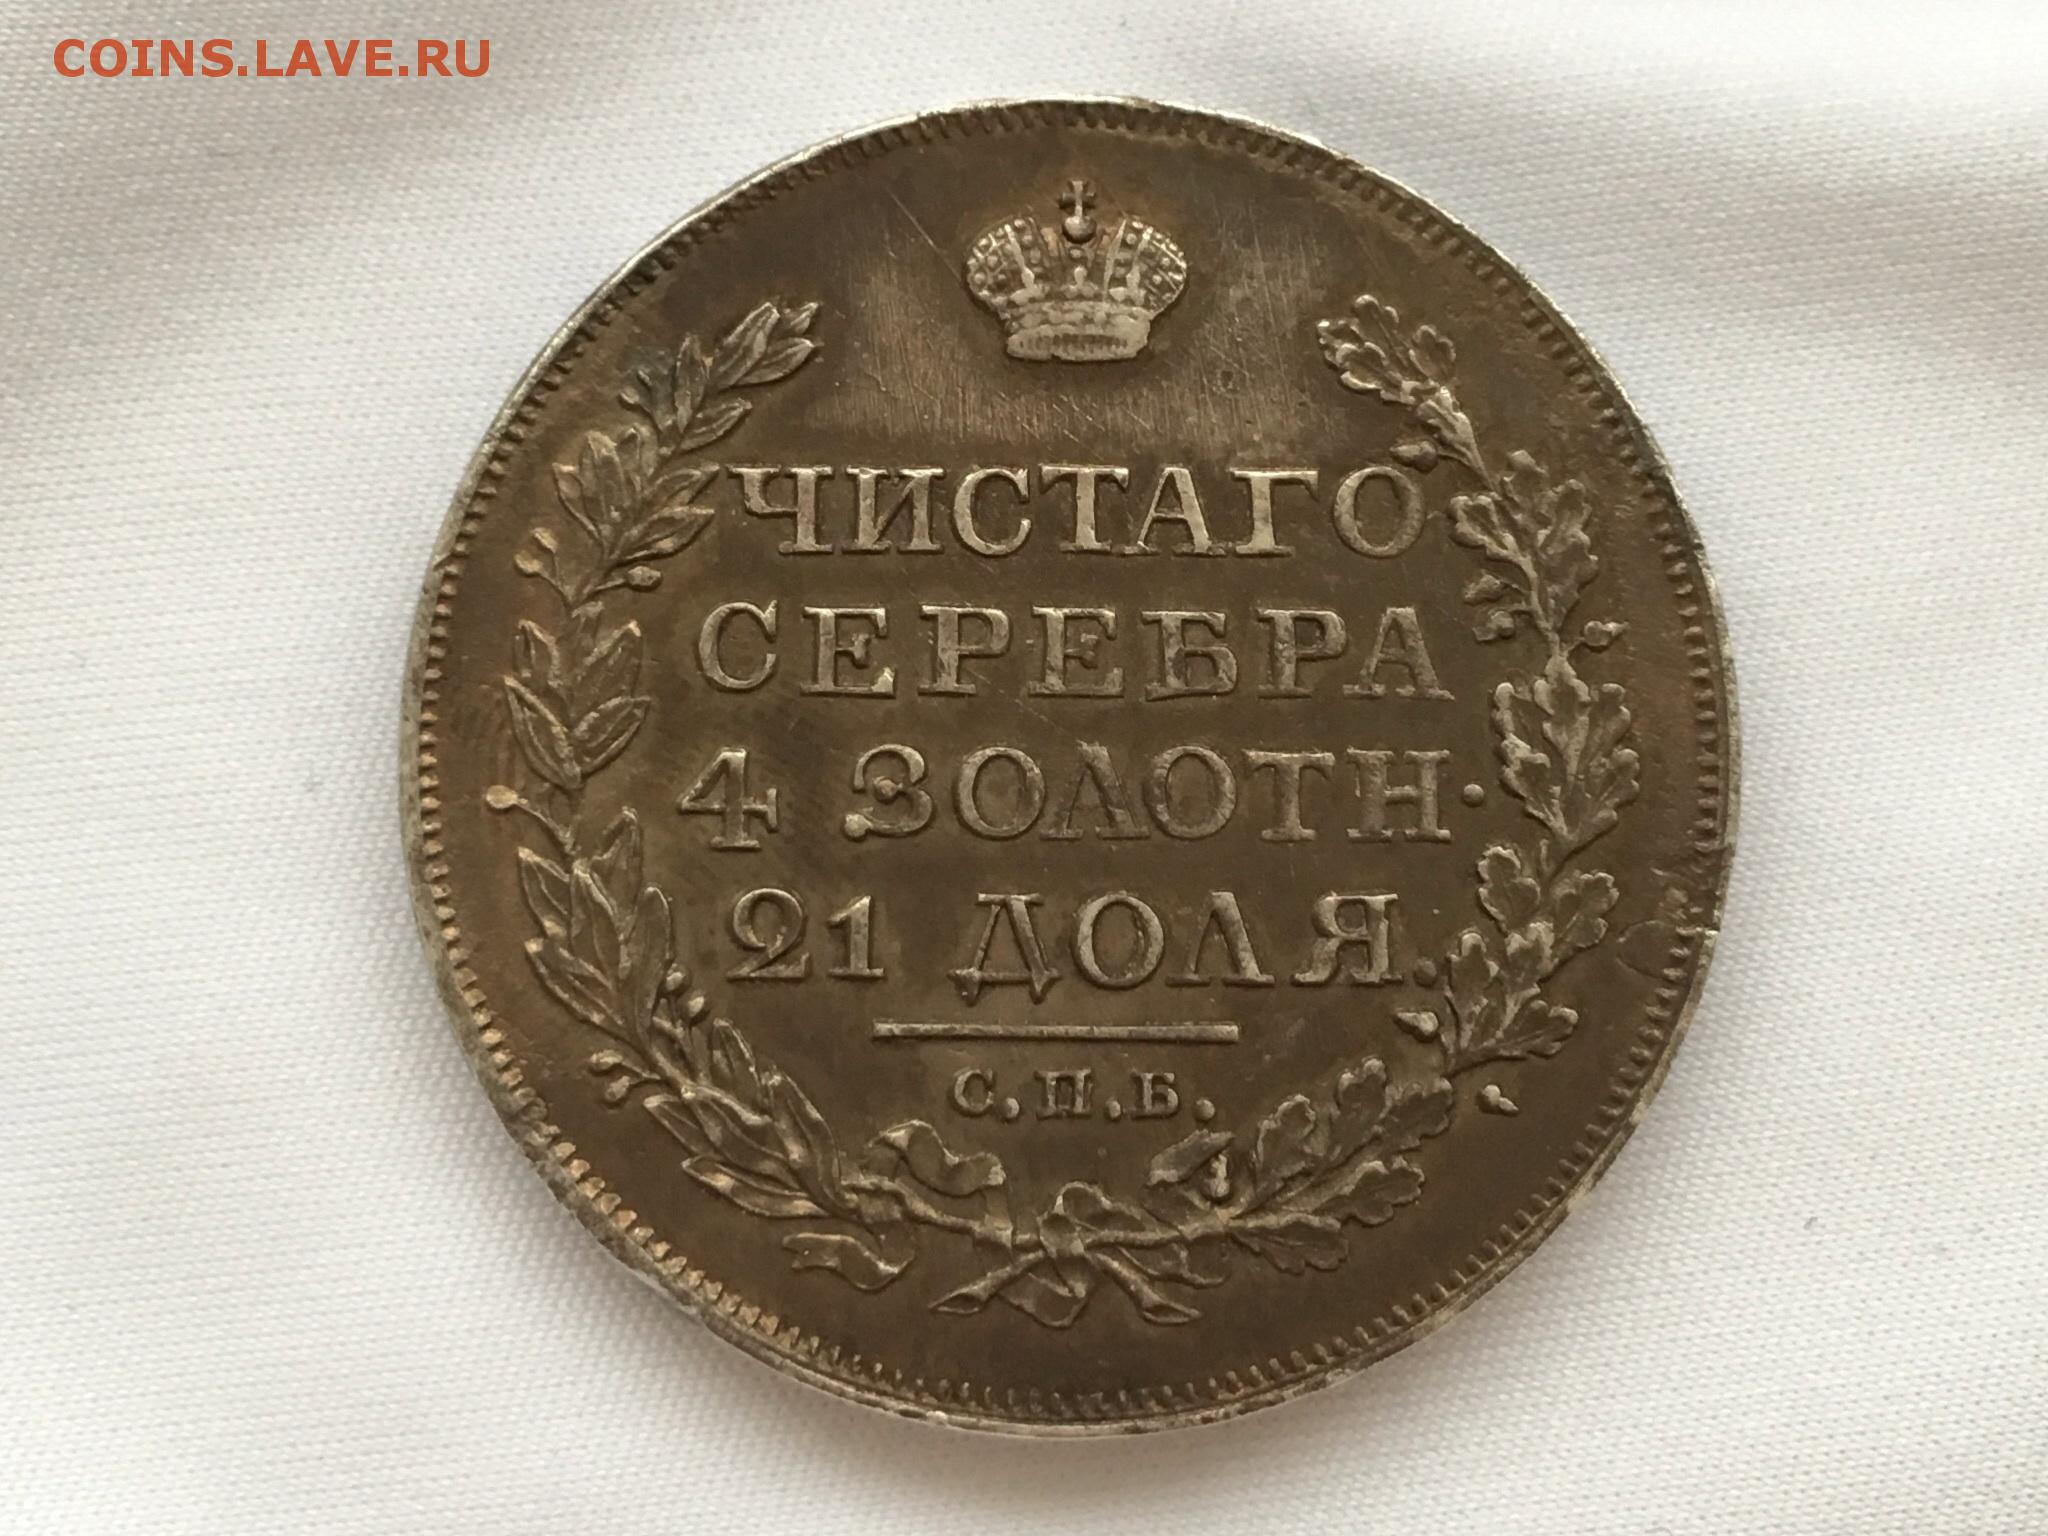 COINS.LAVE.RU
ЧИСТАГО
СЕРЕБРА
4 ЗОЛОТН·
21 ДОЛЯ.
С.П.Б.